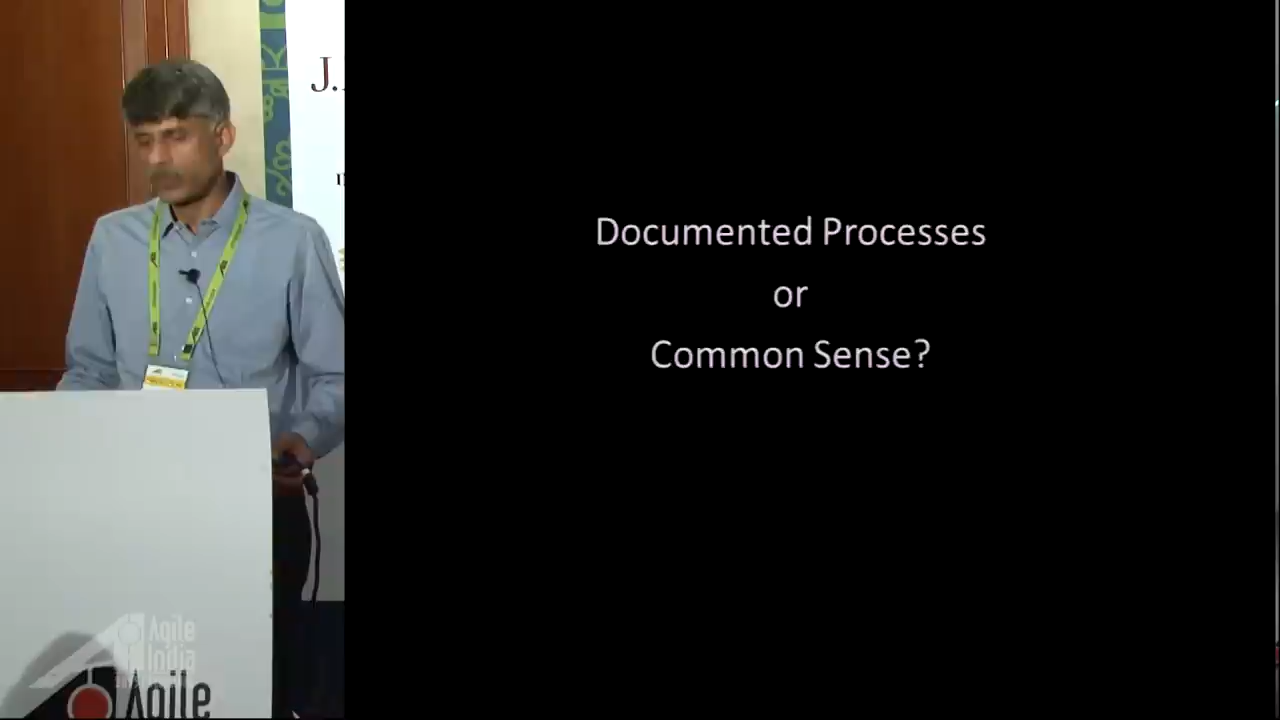 J.
Documented Processes
or
Common Sense?
Agile
India
Agile